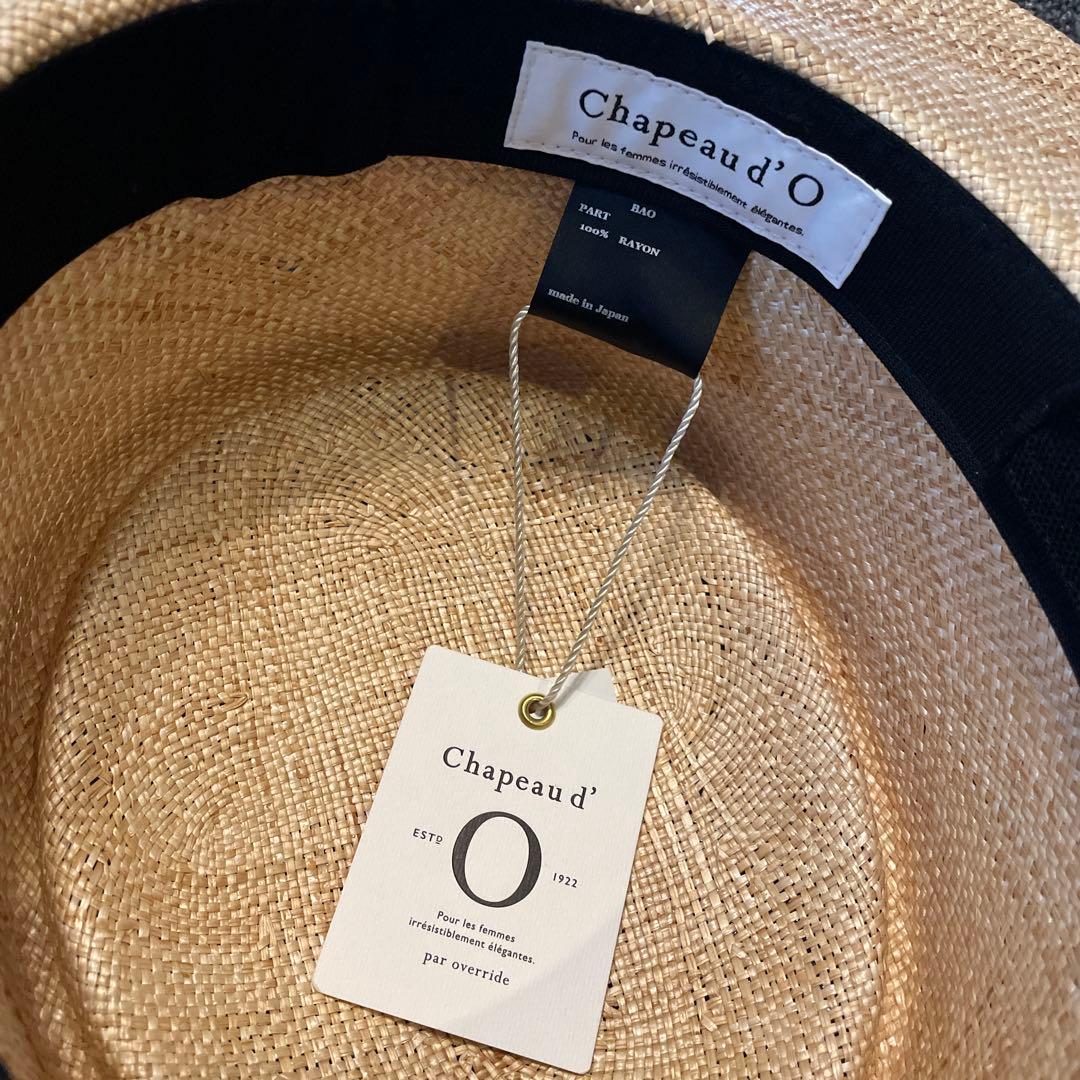 Chapeau d' O
Pour les femmes irrésistiblement élégantes.
PART BAO
100% RAYON
made in Japan
Chapeau d'
ESTD O 1922
Pour les femmes
irrésistiblement élégantes.
par override